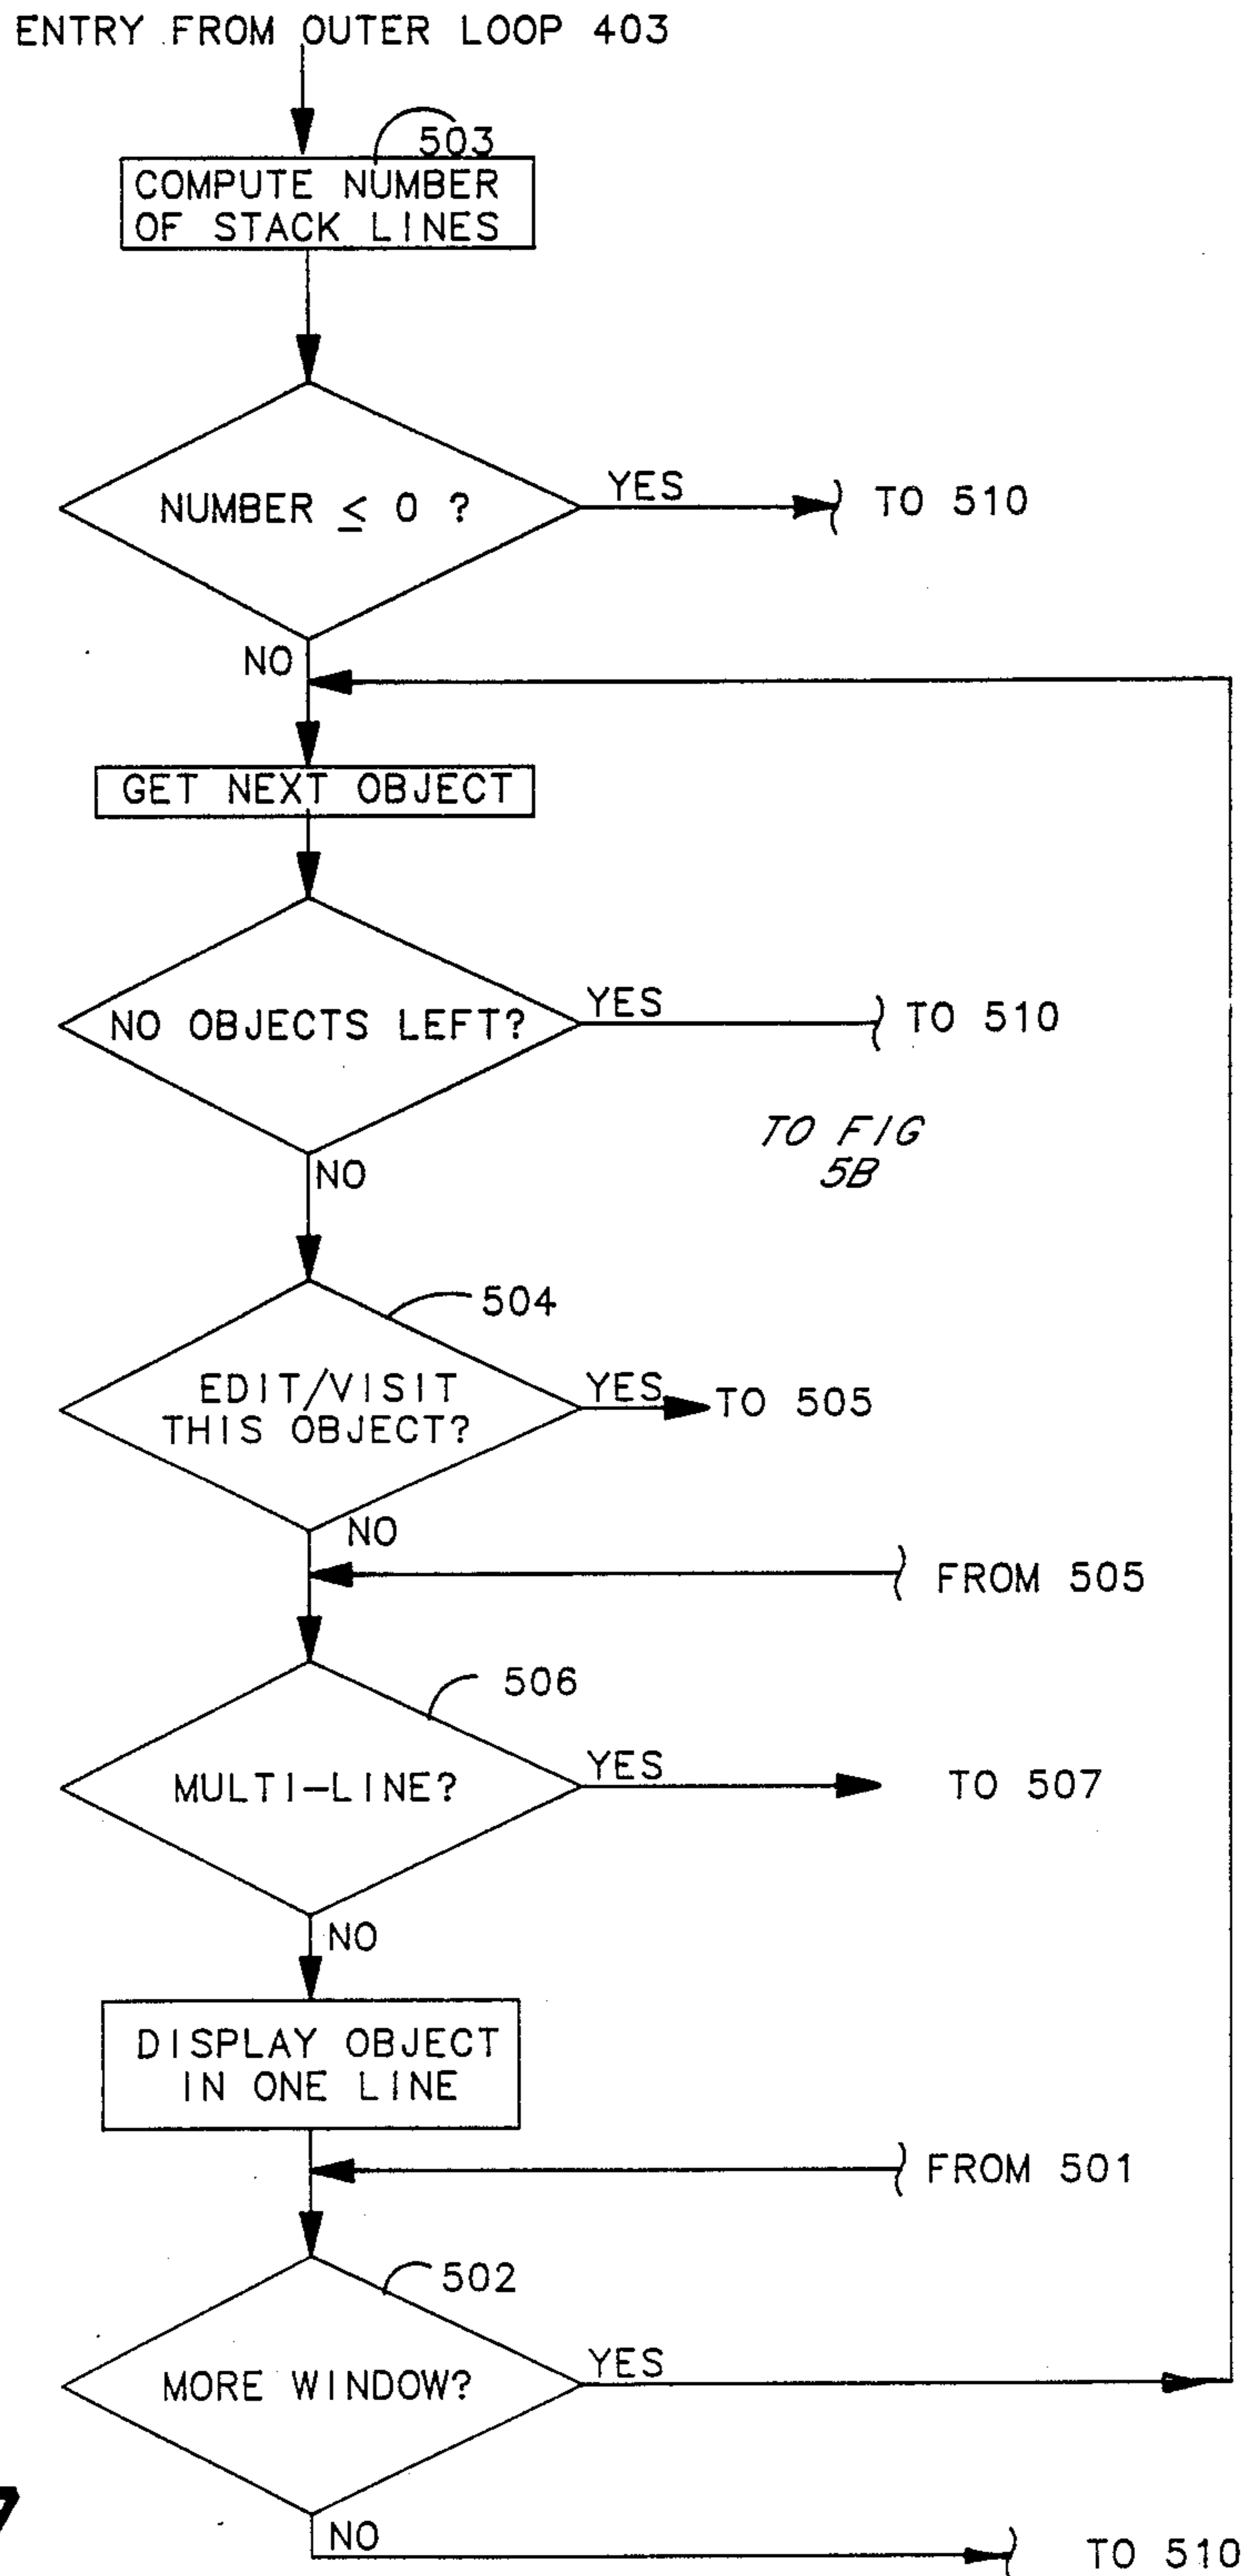 ENTRY FROM OUTER LOOP 403
503
COMPUTE NUMBER
OF STACK LINES
NUMBER ≤ 0 ?
YES
TO 510
NO
GET NEXT OBJECT
NO OBJECTS LEFT?
YES
TO 510
TO FIG
5B
NO
504
EDIT/VISIT
THIS OBJECT?
YES
TO 505
NO
FROM 505
506
MULTI-LINE?
YES
TO 507
NO
DISPLAY OBJECT
IN ONE LINE
FROM 501
502
MORE WINDOW?
YES
NO
TO 510